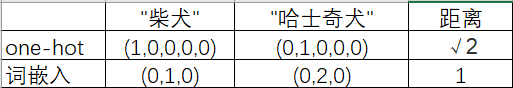 "柴犬" "哈士奇犬" 距离
one-hot (1,0,0,0,0) (0,1,0,0,0) √2
词嵌入 (0,1,0) (0,2,0) 1